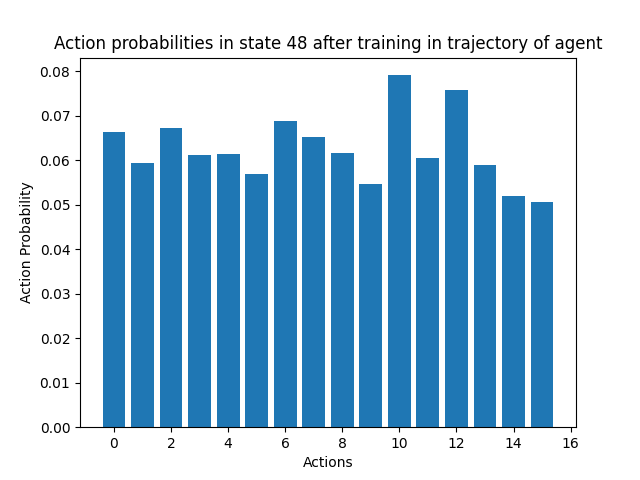 Action probabilities in state 48 after training in trajectory of agent
0.08
0.07
0.06
0.05
0.04
0.03
0.02
0.01
0.00
Action Probability
0 2 4 6 8 10 12 14 16
Actions